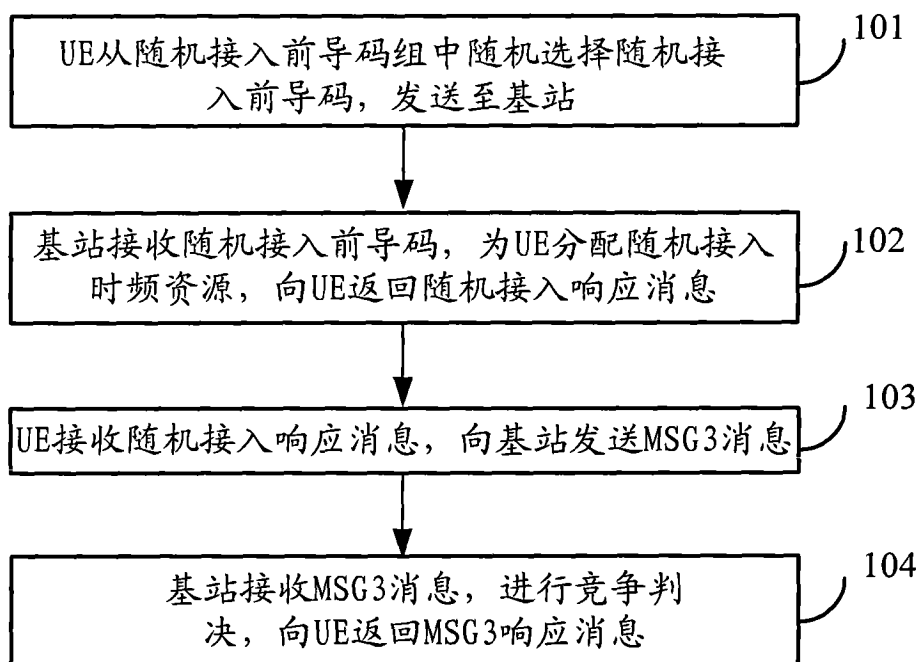 UE从随机接入前导码组中随机选择随机接
入前导码，发送至基站
101
基站接收随机接入前导码，为UE分配随机接入
时频资源，向UE返回随机接入响应消息
102
UE接收随机接入响应消息，向基站发送MSG3消息
103
基站接收MSG3消息，进行竞争判
决，向UE返回MSG3响应消息
104